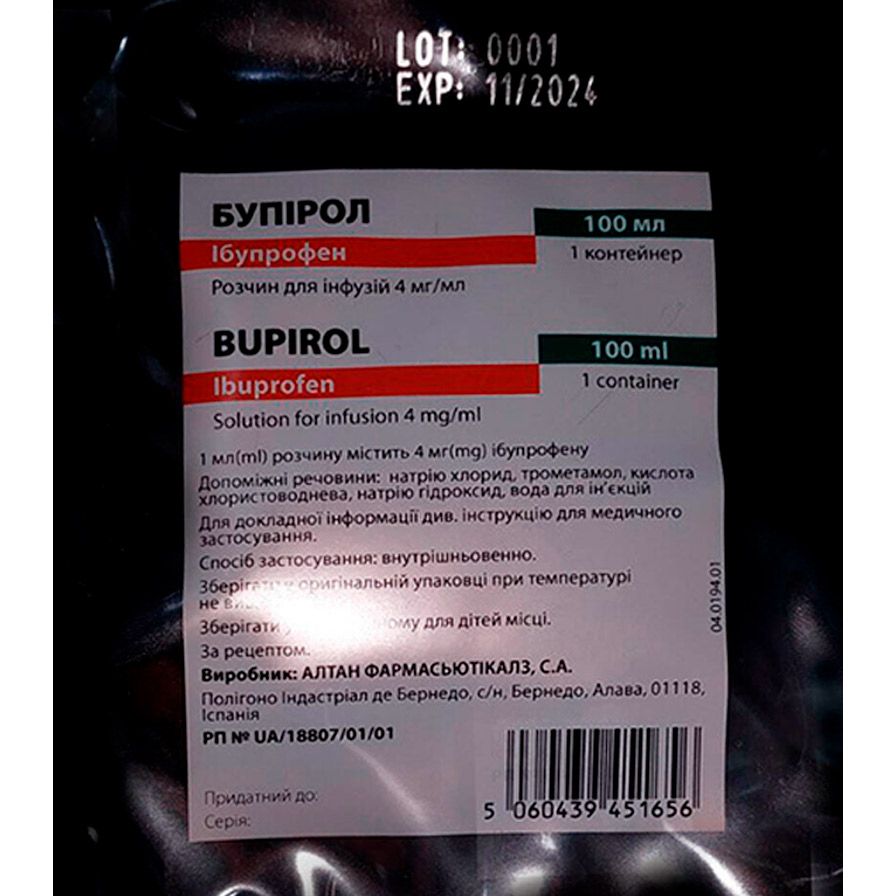 LOT: 0001
EXP: 11/2024
БУПІРОЛ
100 мл
Ібупрофен
1 контейнер
Розчин для інфузій 4 мг/мл
BUPIROL
100 ml
Ibuprofen
1 container
Solution for infusion 4 mg/ml
1 мл(ml) розчину містить 4 мг(mg) ібупрофену
Допоміжні речовини: натрію хлорид, трометамол, кислота
хлористоводнева, натрію гідроксид, вода для ін'єкцій
Для докладної інформації див. інструкцію для медичного
застосування.
Спосіб застосування: внутрішньовенно.
Зберігати оригінальній упаковці при температурі
не
Зберігати для дітей місці.
За рецептом.
Виробник: АЛТАН ФАРМАСЬЮТІКАЛЗ, С.А.
Полігоно Індастріал де Бернедо, с/н, Бернедо, Алава, 01118,
Іспанія
РП № UA/18807/01/01
Придатний до:
Серія:
5 060439 451656
04.0194.01